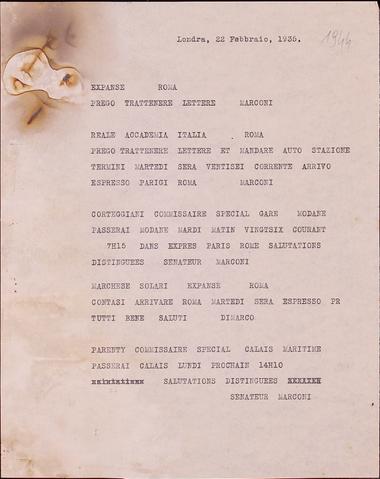 Londra, 22 Febbraio, 1935.
1944
EXPANSE ROMA
PREGO TRATTENERE LETTERE MARCONI
REALE ACCADEMIA ITALIA ROMA
PREGO TRATTENERE LETTERE ET MANDARE AUTO STAZIONE
TERMINI MARTEDI SERA VENTISEI CORRENTE ARRIVO
ESPRESSO PARIGI ROMA MARCONI
CORTEGGIANI COMMISSAIRE SPECIAL GARE MODANE
PASSERAI MODANE MARDI MATIN VINGTSIX COURANT
7H15 DANS EXPRES PARIS ROME SALUTATIONS
DISTINGUEES SENATEUR MARCONI
MARCHESE SOLARI EXPANSE ROMA
CONTASI ARRIVARE ROMA MARTEDI SERA ESPRESSO PR
TUTTI BENE SALUTI DIMARCO
PARENTY COMMISSAIRE SPECIAL CALAIS MARITIME
PASSERAI CALAIS LUNDI PROCHAIN 14H10
SALUTATIONS DISTINGUEES
SENATEUR MARCONI